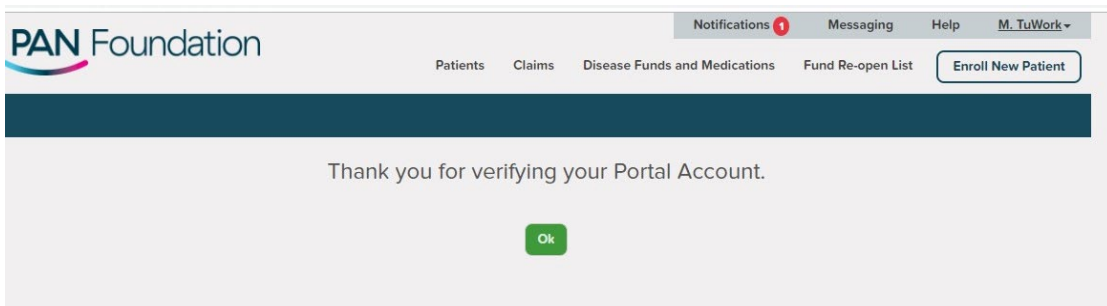 Notifications 1 Messaging Help M. TuWork
PAN Foundation
Patients Claims Disease Funds and Medications Fund Re-open List Enroll New Patient
Thank you for verifying your Portal Account.
Ok